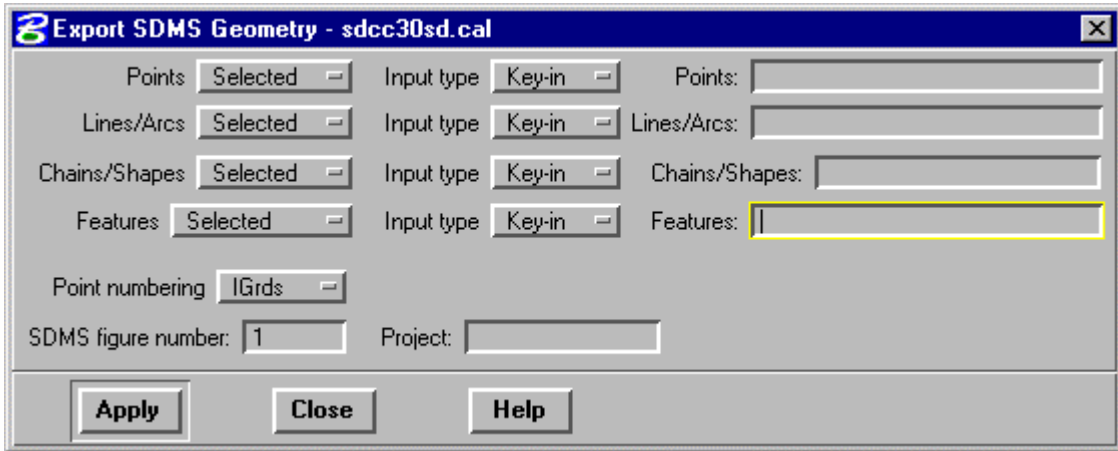 Export SDMS Geometry - sdcc30sd.cal
Points Selected Input type Key-in Points:
Lines/Arcs Selected Input type Key-in Lines/Arcs:
Chains/Shapes Selected Input type Key-in Chains/Shapes:
Features Selected Input type Key-in Features:
Point numbering IGrds
SDMS figure number: 1 Project:
Apply Close Help